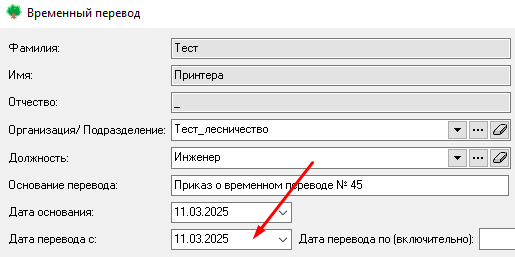 Временный перевод
Фамилия: Тест
Имя: Принтера
Отчество: _
Организация/ Подразделение: Тест_лесничество
Должность: Инженер
Основание перевода: Приказ о временном переводе № 45
Дата основания: 11.03.2025
Дата перевода с: 11.03.2025 Дата перевода по (включительно):